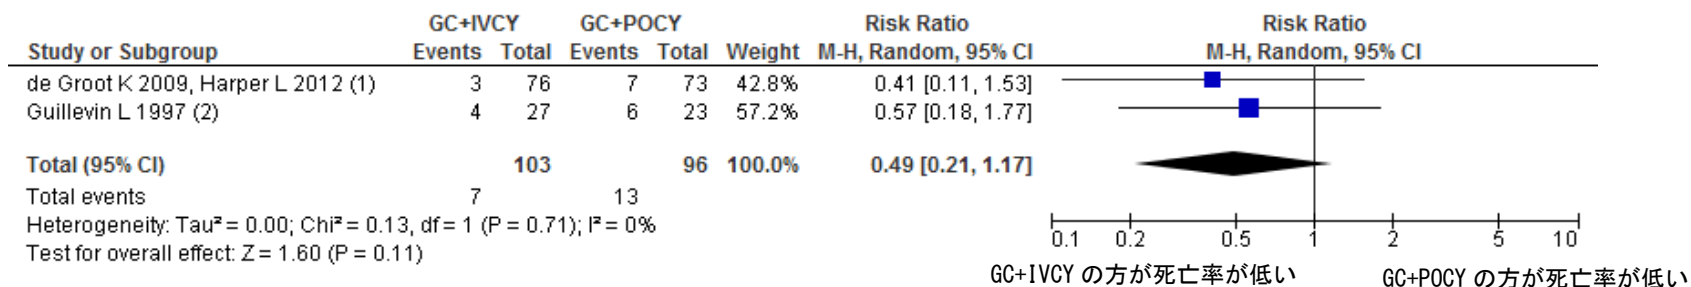 GC+IVCY GC+POCY Risk Ratio Risk Ratio
Study or Subgroup Events Total Events Total Weight M-H, Random, 95% CI M-H, Random, 95% CI
de Groot K 2009, Harper L 2012 (1) 3 76 7 73 42.8% 0.41 [0.11, 1.53]
Guillevin L 1997 (2) 4 27 6 23 57.2% 0.57 [0.18, 1.77]
Total (95% CI) 103 96 100.0% 0.49 [0.21, 1.17]
Total events 7 13
Heterogeneity: Tau² = 0.00; Chi² = 0.13, df = 1 (P = 0.71); I² = 0%
Test for overall effect: Z = 1.60 (P = 0.11)
0.1 0.2 0.5 1 2 5 10
GC+IVCY の方が死亡率が低い GC+POCY の方が死亡率が低い